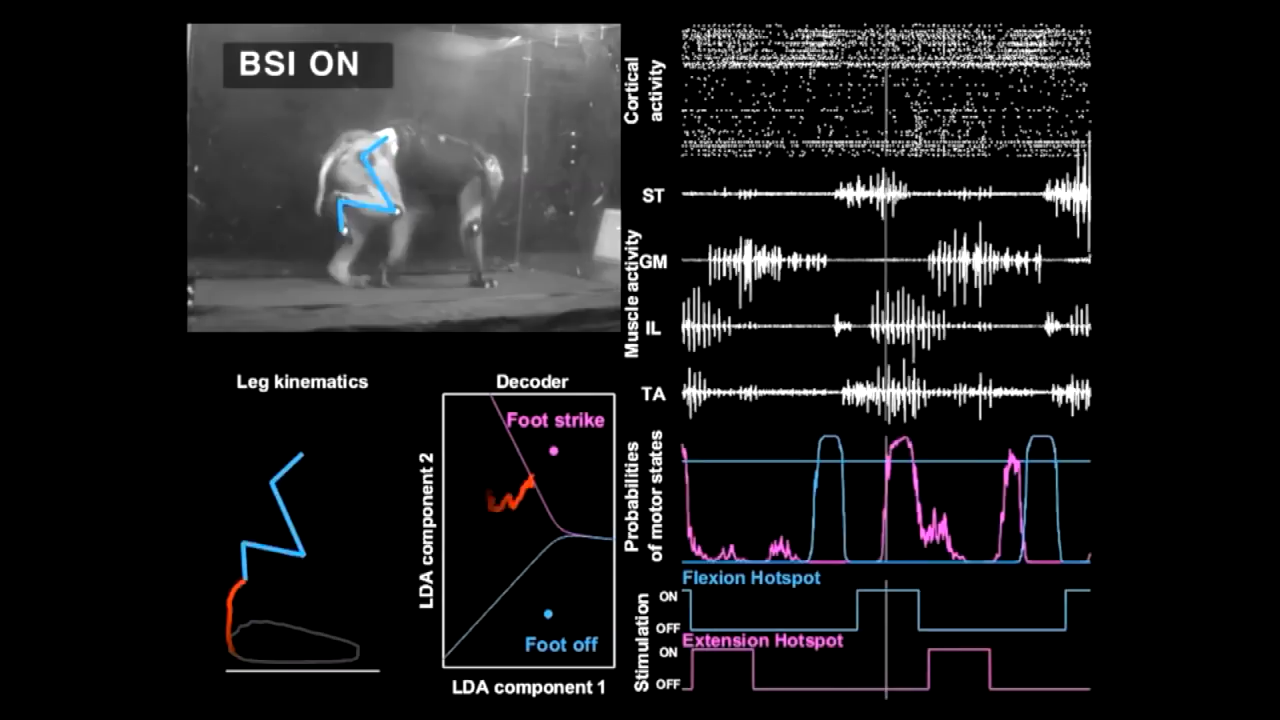 BSI ON
Cortical
activity
ST
GM
IL
TA
Muscle activity
Leg kinematics
Decoder
Foot strike
Foot off
LDA component 2
LDA component 1
Probabilities
of motor states
Flexion Hotspot
ON
OFF
Extension Hotspot
ON
OFF
Stimulation